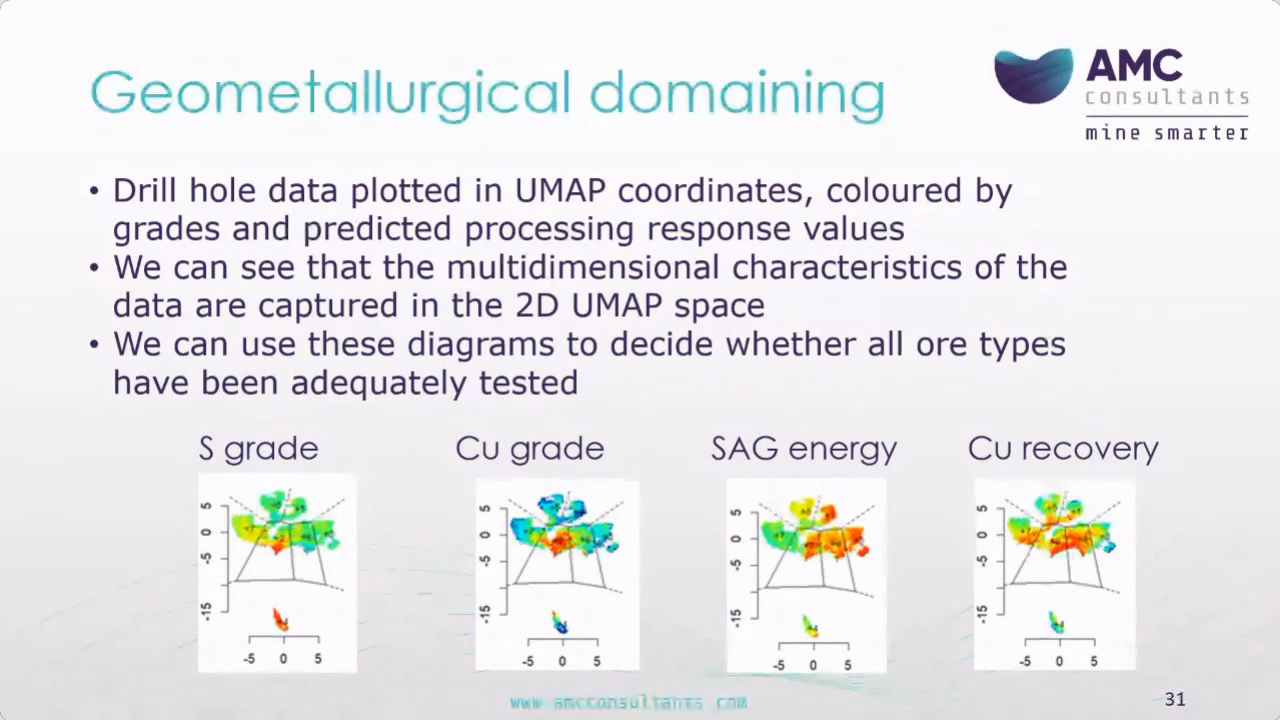 Geometallurgical domaining
AMC
consultants
mine smarter
• Drill hole data plotted in UMAP coordinates, coloured by
grades and predicted processing response values
• We can see that the multidimensional characteristics of the
data are captured in the 2D UMAP space
• We can use these diagrams to decide whether all ore types
have been adequately tested
S grade Cu grade SAG energy Cu recovery
5 5 5 5
0 0 0 0
-5 -5 -5 -5
-15 -15 -15 -15
-5 0 5 -5 0 5 -5 0 5 -5 0 5
www.amcconsultants.com
31